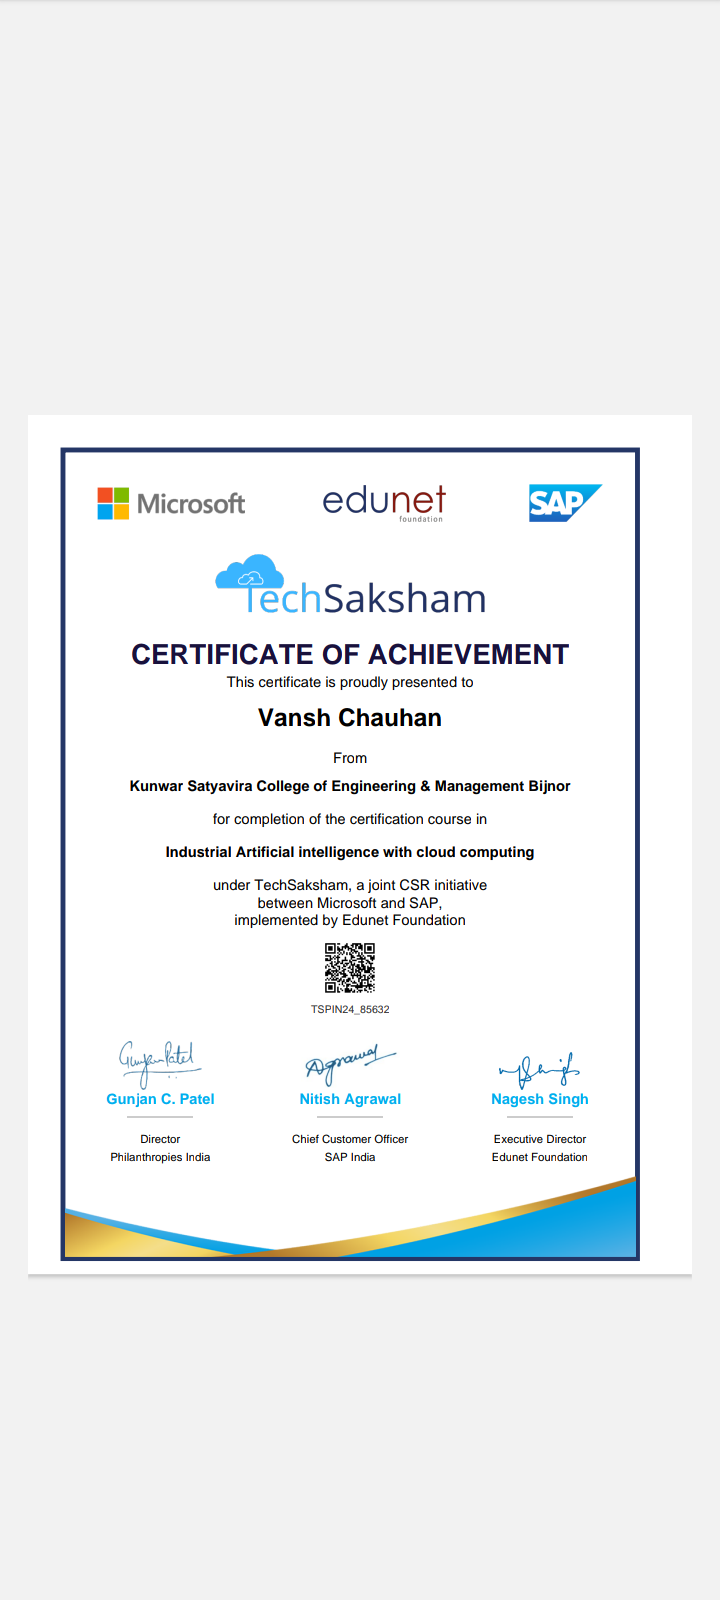 Microsoft
edunet
foundation
SAP
TechSaksham
CERTIFICATE OF ACHIEVEMENT
This certificate is proudly presented to
Vansh Chauhan
From
Kunwar Satyavira College of Engineering & Management Bijnor
for completion of the certification course in
Industrial Artificial intelligence with cloud computing
under TechSaksham, a joint CSR initiative
between Microsoft and SAP,
implemented by Edunet Foundation
TSPIN24_85632
Gunjan Patel
Agrawal
Gunjan C. Patel
Nitish Agrawal
Nagesh Singh
Director
Chief Customer Officer
Executive Director
Philanthropies India
SAP India
Edunet Foundation